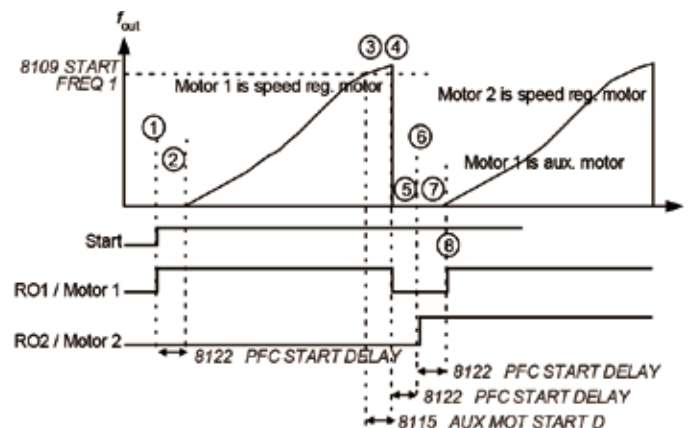 fout
8109 START
FREQ 1
3 4
Motor 1 is speed reg. motor
Motor 2 is speed reg. motor
1
6
2
Motor 1 is aux. motor
5 7
Start
8
RO1 / Motor 1
RO2 / Motor 2
8122 PFC START DELAY
8122 PFC START DELAY
8122 PFC START DELAY
8115 AUX MOT START D